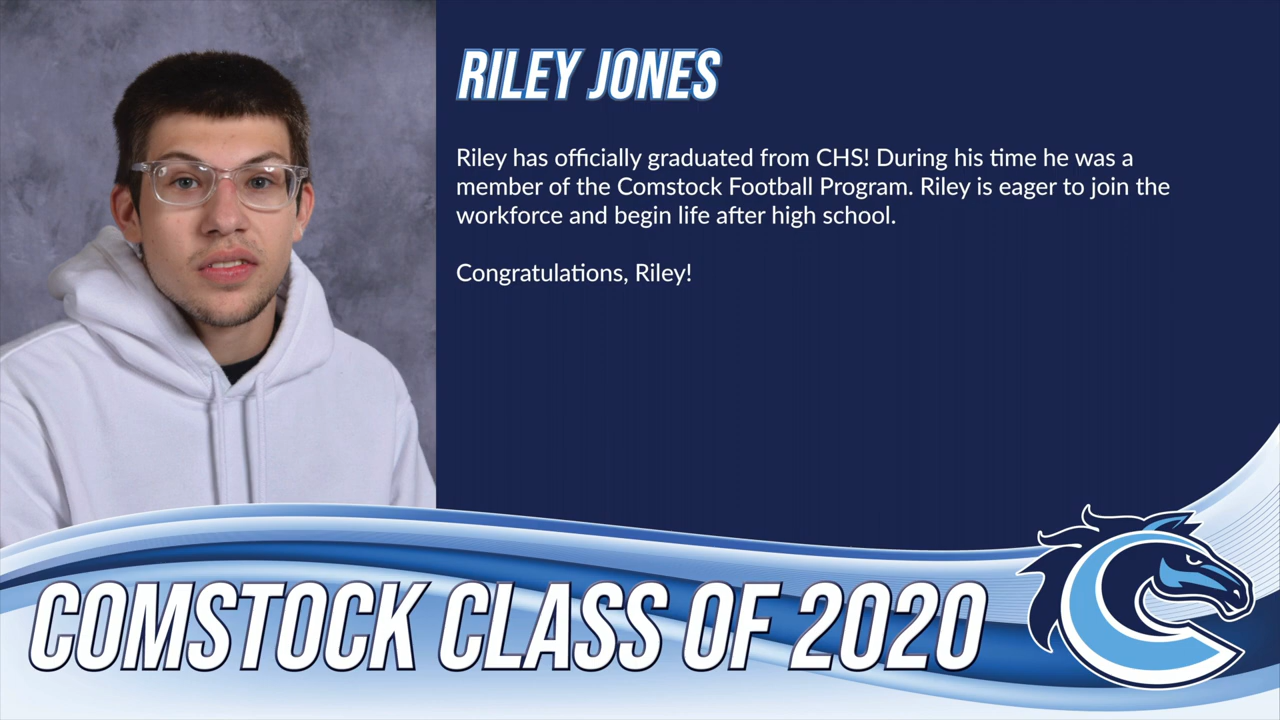 RILEY JONES
Riley has officially graduated from CHS! During his time he was a
member of the Comstock Football Program. Riley is eager to join the
workforce and begin life after high school.
Congratulations, Riley!
COMSTOCK CLASS OF 2020